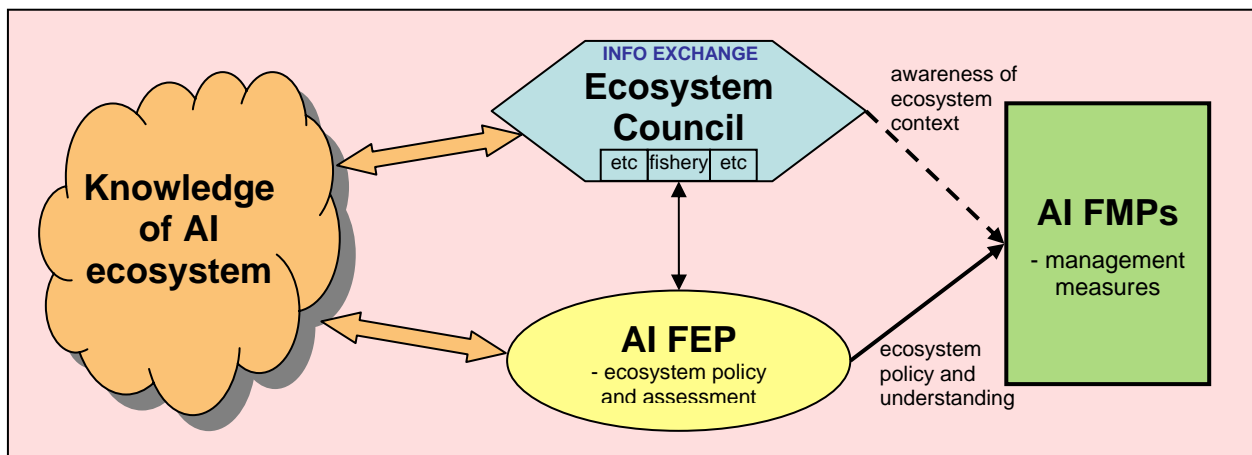 Knowledge
of AI
ecosystem
INFO EXCHANGE
Ecosystem
Council
etc fishery etc
AI FEP
- ecosystem policy
and assessment
awareness of
ecosystem
context
ecosystem
policy and
understanding
AI FMPs
- management
measures